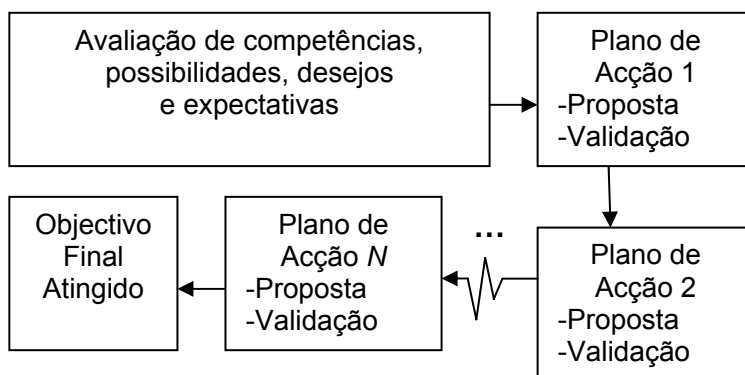 Avaliação de competências,
possibilidades, desejos
e expectativas
Plano de
Acção 1
-Proposta
-Validação
Plano de
Acção 2
-Proposta
-Validação
...
Plano de
Acção N
-Proposta
-Validação
Objectivo
Final
Atingido